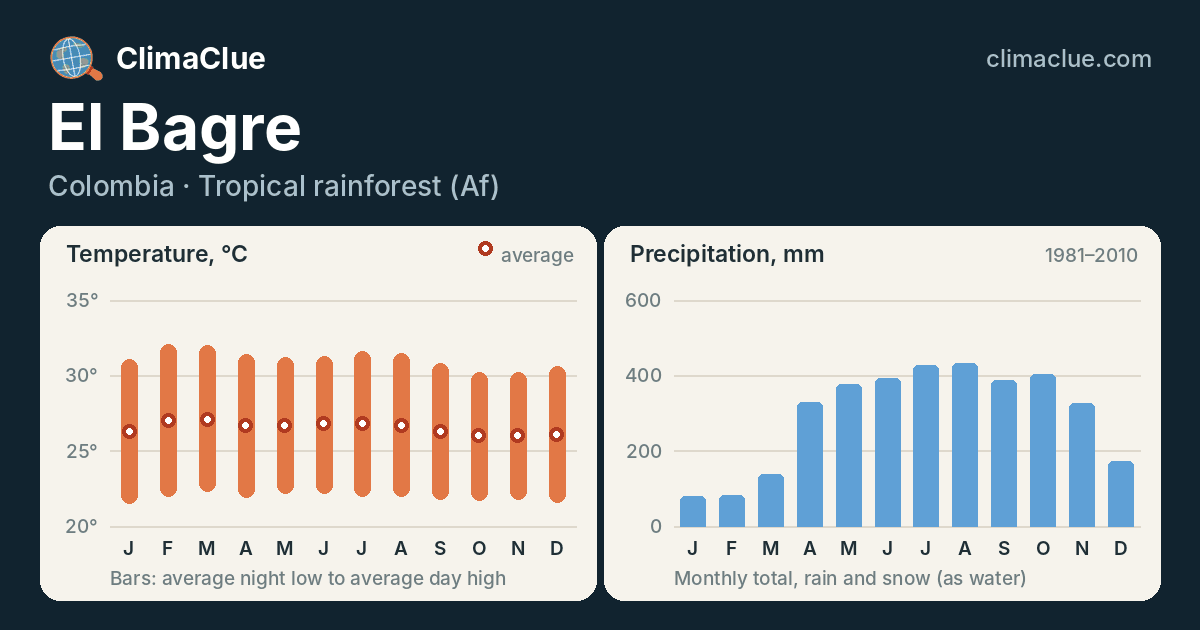 ClimaClue
climaclue.com
El Bagre
Colombia · Tropical rainforest (Af)
Temperature, °C
average
35°
30°
25°
20°
J F M A M J J A S O N D
Bars: average night low to average day high
Precipitation, mm
1981–2010
600
400
200
0
J F M A M J J A S O N D
Monthly total, rain and snow (as water)